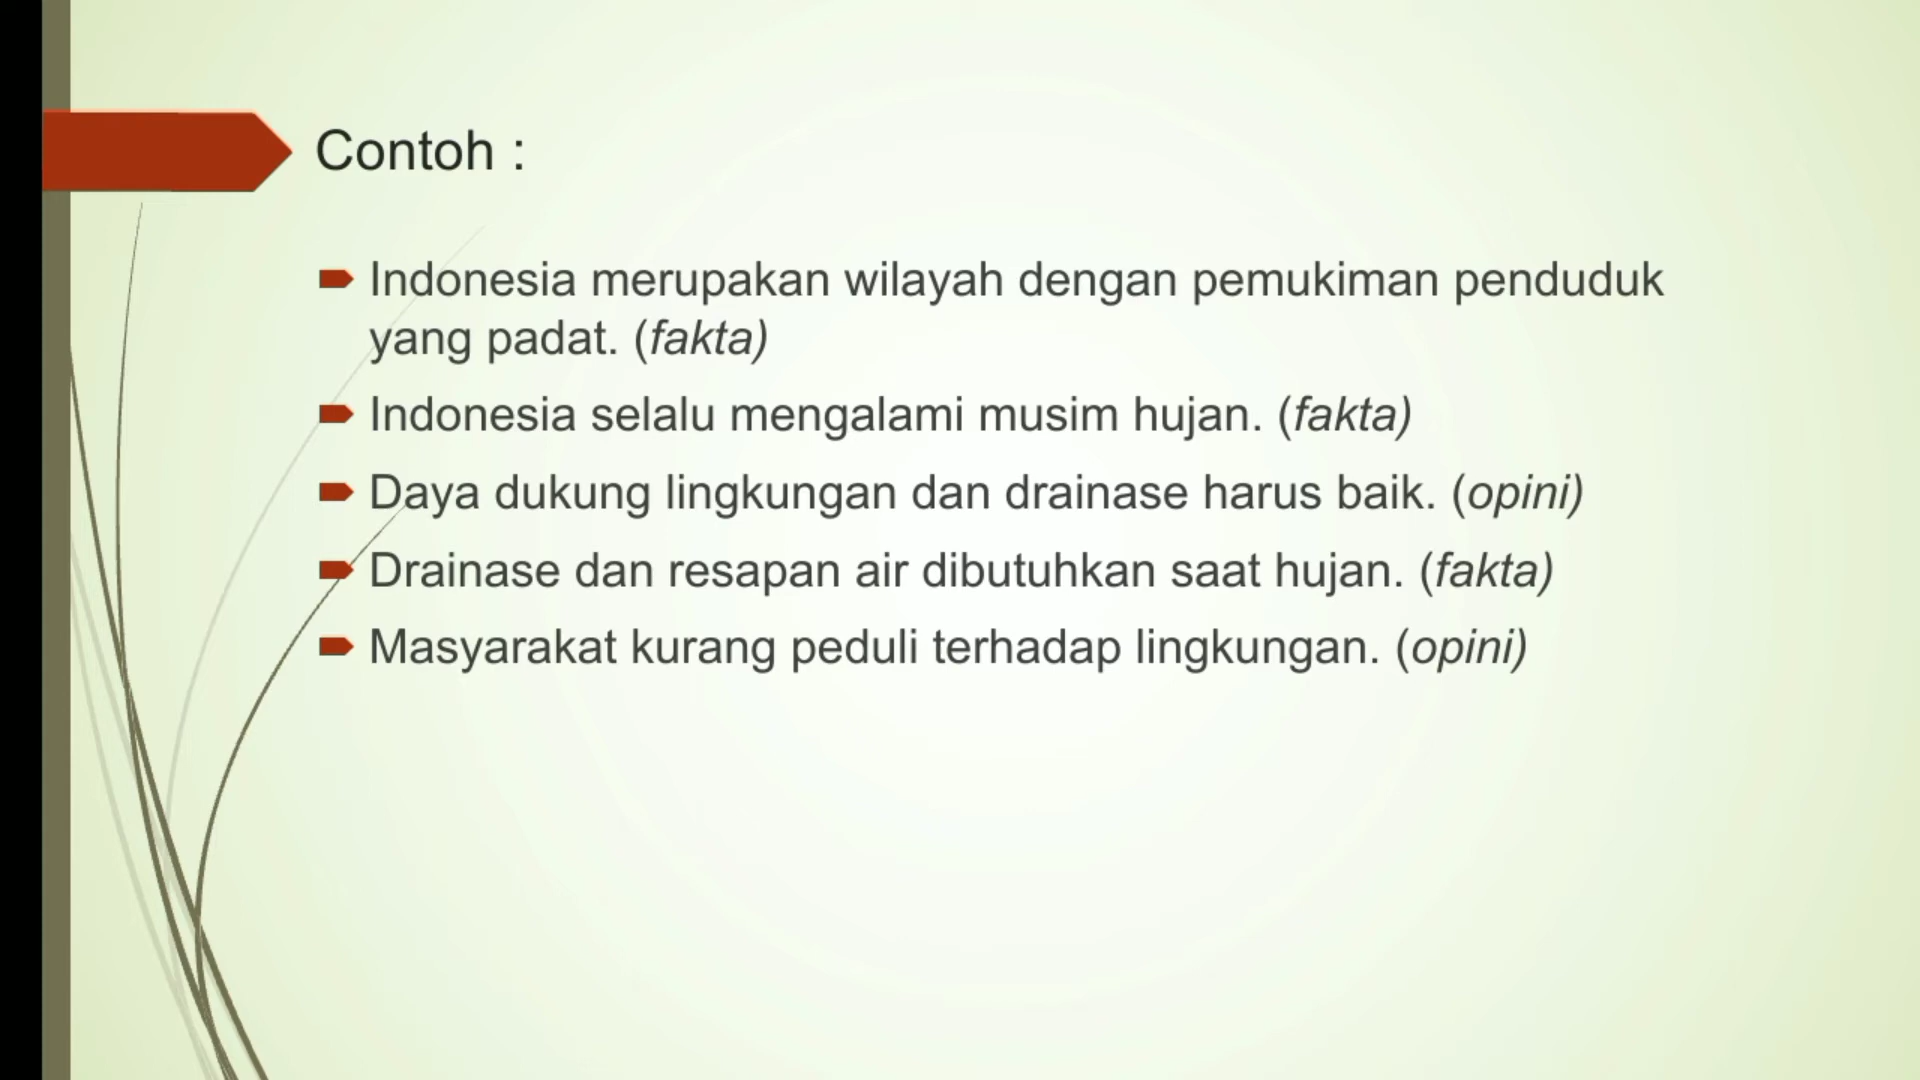 Contoh :
Indonesia merupakan wilayah dengan pemukiman penduduk
yang padat. (fakta)
Indonesia selalu mengalami musim hujan. (fakta)
Daya dukung lingkungan dan drainase harus baik. (opini)
Drainase dan resapan air dibutuhkan saat hujan. (fakta)
Masyarakat kurang peduli terhadap lingkungan. (opini)